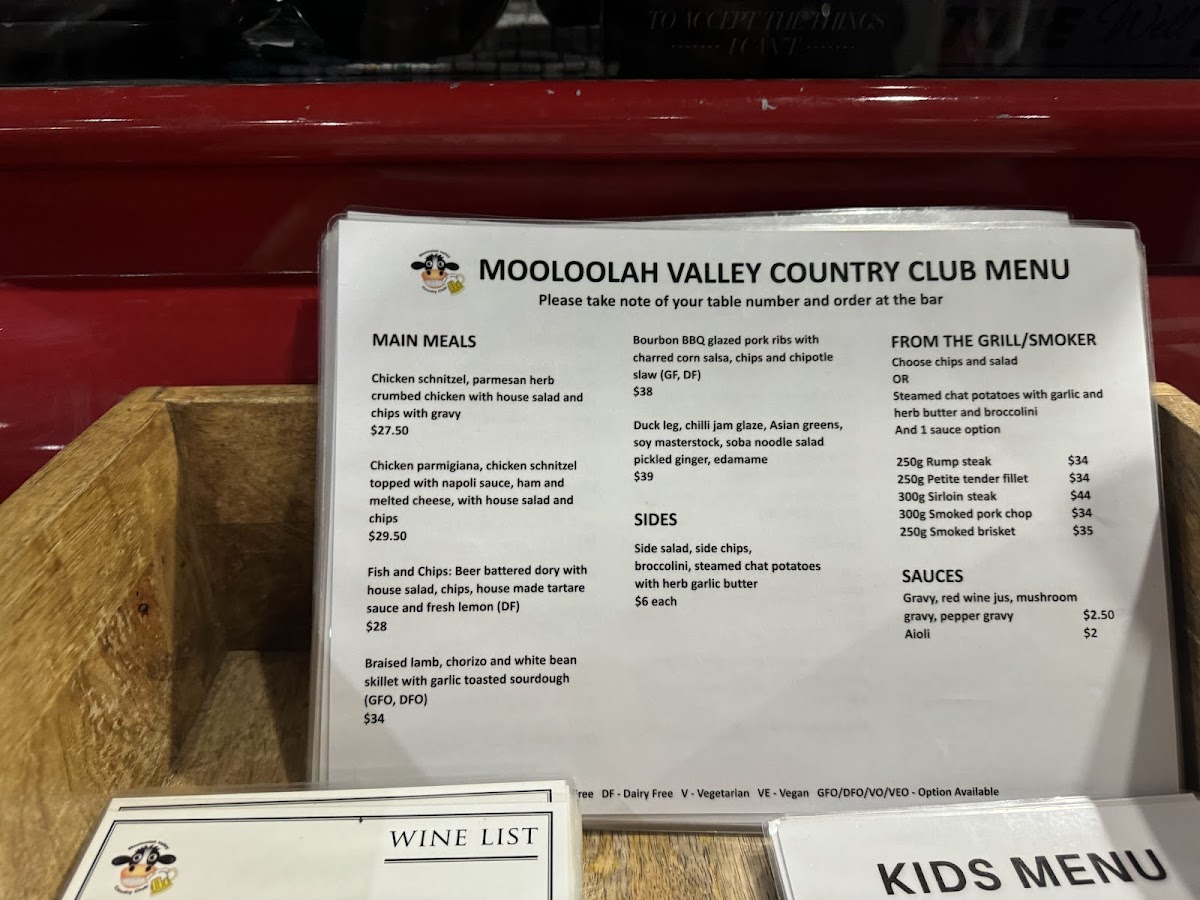 TO ACCEPT THE THINGS
I CAN'T
MOOLOOLAH VALLEY COUNTRY CLUB MENU
Please take note of your table number and order at the bar
MAIN MEALS
Chicken schnitzel, parmesan herb
crumbed chicken with house salad and
chips with gravy
$27.50
Chicken parmigiana, chicken schnitzel
topped with napoli sauce, ham and
melted cheese, with house salad and
chips
$29.50
Fish and Chips: Beer battered dory with
house salad, chips, house made tartare
sauce and fresh lemon (DF)
$28
Braised lamb, chorizo and white bean
skillet with garlic toasted sourdough
(GFO, DFO)
$34
Bourbon BBQ glazed pork ribs with
charred corn salsa, chips and chipotle
slaw (GF, DF)
$38
Duck leg, chilli jam glaze, Asian greens,
soy masterstock, soba noodle salad
pickled ginger, edamame
$39
SIDES
Side salad, side chips,
broccolini, steamed chat potatoes
with herb garlic butter
$6 each
FROM THE GRILL/SMOKER
Choose chips and salad
OR
Steamed chat potatoes with garlic and
herb butter and broccolini
And 1 sauce option
250g Rump steak $34
250g Petite tender fillet $34
300g Sirloin steak $44
300g Smoked pork chop $34
250g Smoked brisket $35
SAUCES
Gravy, red wine jus, mushroom
gravy, pepper gravy $2.50
Aioli $2
Free DF - Dairy Free V - Vegetarian VE - Vegan GFO/DFO/VO/VEO - Option Available
WINE LIST
KIDS MENU